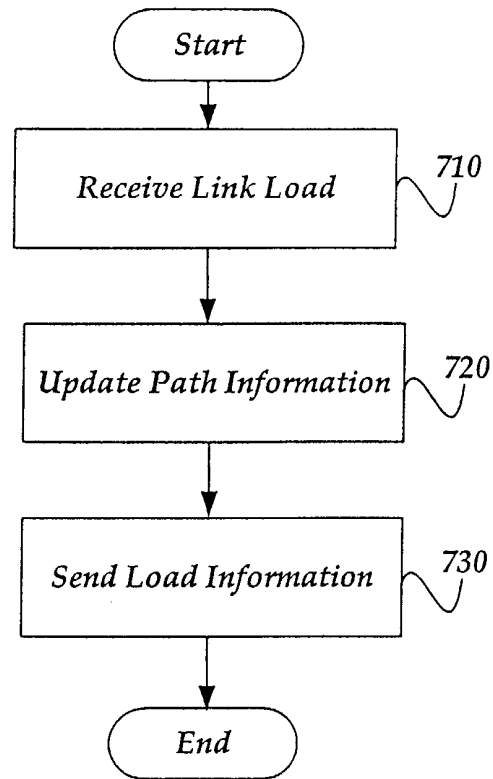 Start
Receive Link Load
710
Update Path Information
720
Send Load Information
730
End